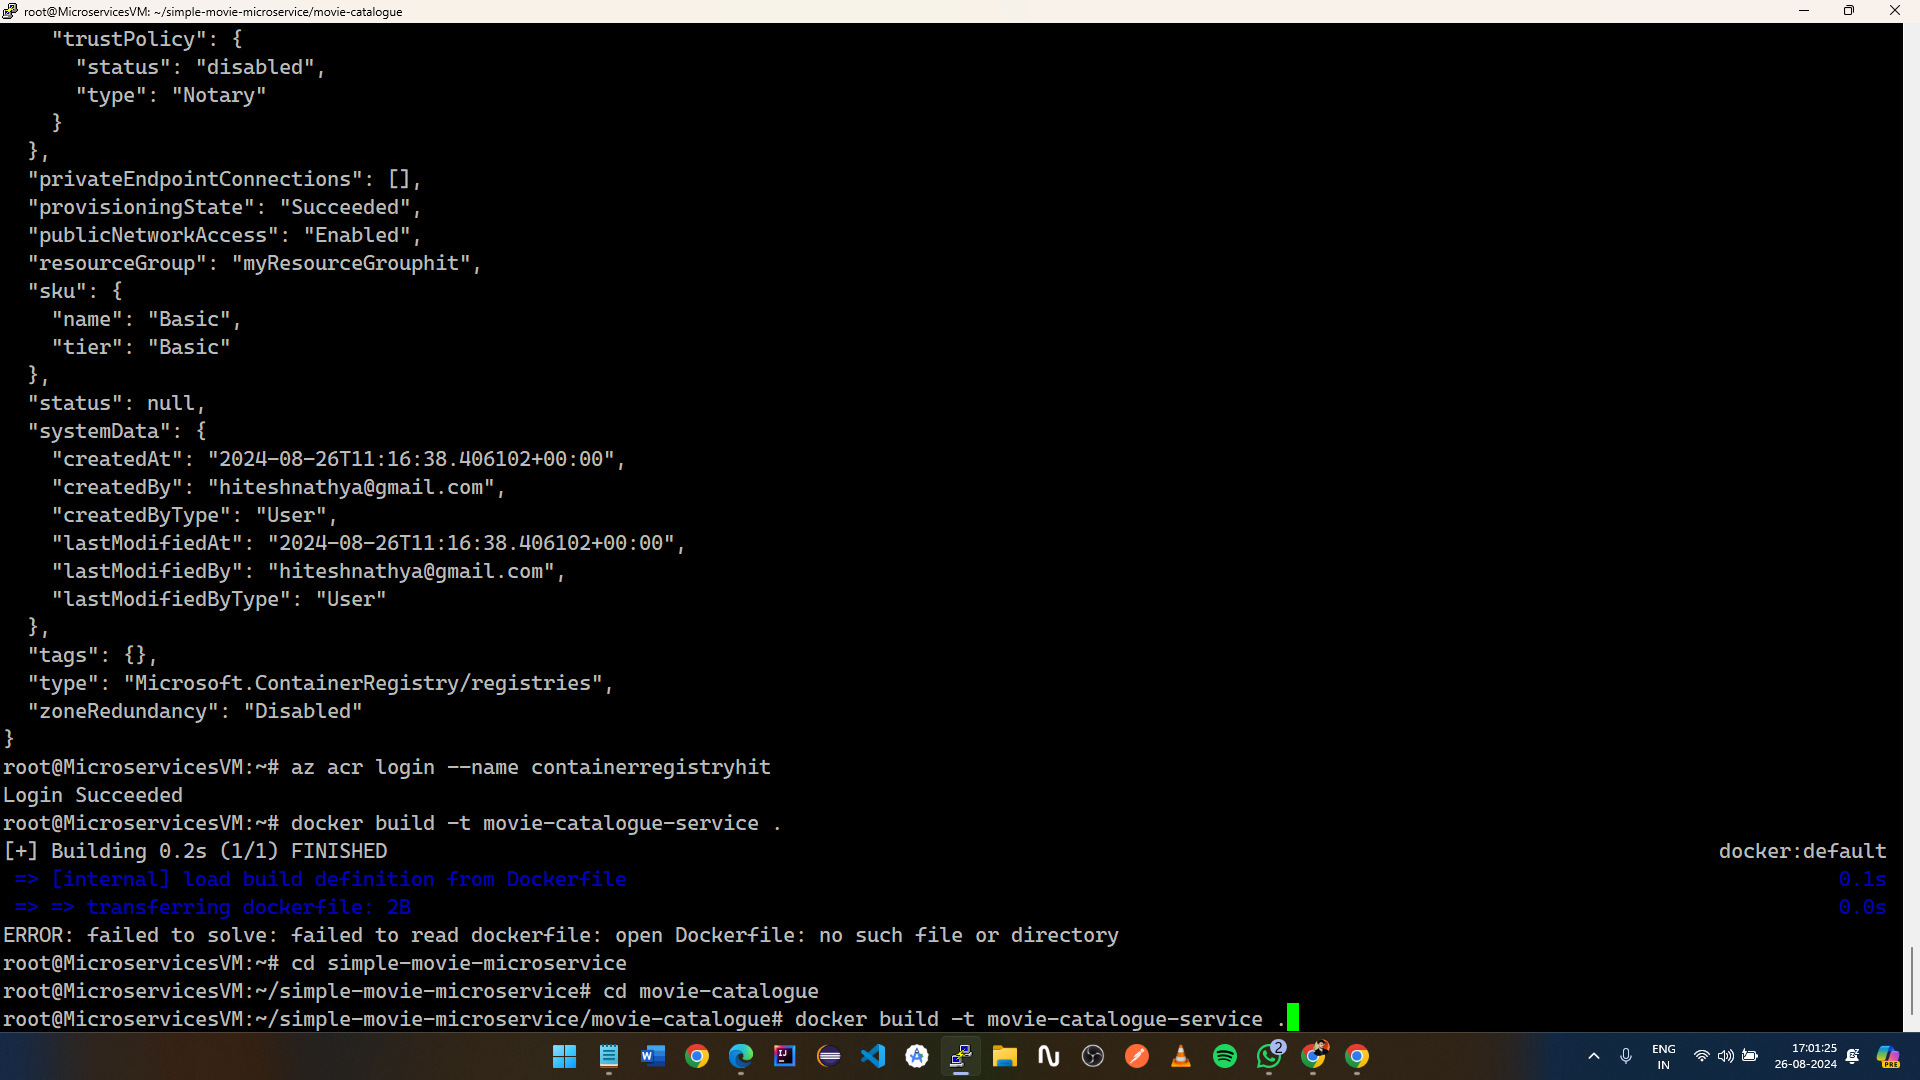 root@MicroservicesVM: ~/simple-movie-microservice/movie-catalogue
    "trustPolicy": {
      "status": "disabled",
      "type": "Notary"
    }
  },
  "privateEndpointConnections": [],
  "provisioningState": "Succeeded",
  "publicNetworkAccess": "Enabled",
  "resourceGroup": "myResourceGrouphit",
  "sku": {
    "name": "Basic",
    "tier": "Basic"
  },
  "status": null,
  "systemData": {
    "createdAt": "2024-08-26T11:16:38.406102+00:00",
    "createdBy": "hiteshnathya@gmail.com",
    "createdByType": "User",
    "lastModifiedAt": "2024-08-26T11:16:38.406102+00:00",
    "lastModifiedBy": "hiteshnathya@gmail.com",
    "lastModifiedByType": "User"
  },
  "tags": {},
  "type": "Microsoft.ContainerRegistry/registries",
  "zoneRedundancy": "Disabled"
}
root@MicroservicesVM:~# az acr login --name containerregistryhit
Login Succeeded
root@MicroservicesVM:~# docker build -t movie-catalogue-service .
[+] Building 0.2s (1/1) FINISHED docker:default
 => [internal] load build definition from Dockerfile 0.1s
 => => transferring dockerfile: 2B 0.0s
ERROR: failed to solve: failed to read dockerfile: open Dockerfile: no such file or directory
root@MicroservicesVM:~# cd simple-movie-microservice
root@MicroservicesVM:~/simple-movie-microservice# cd movie-catalogue
root@MicroservicesVM:~/simple-movie-microservice/movie-catalogue# docker build -t movie-catalogue-service .
2
ENG
IN
17:01:25
26-08-2024
PRE